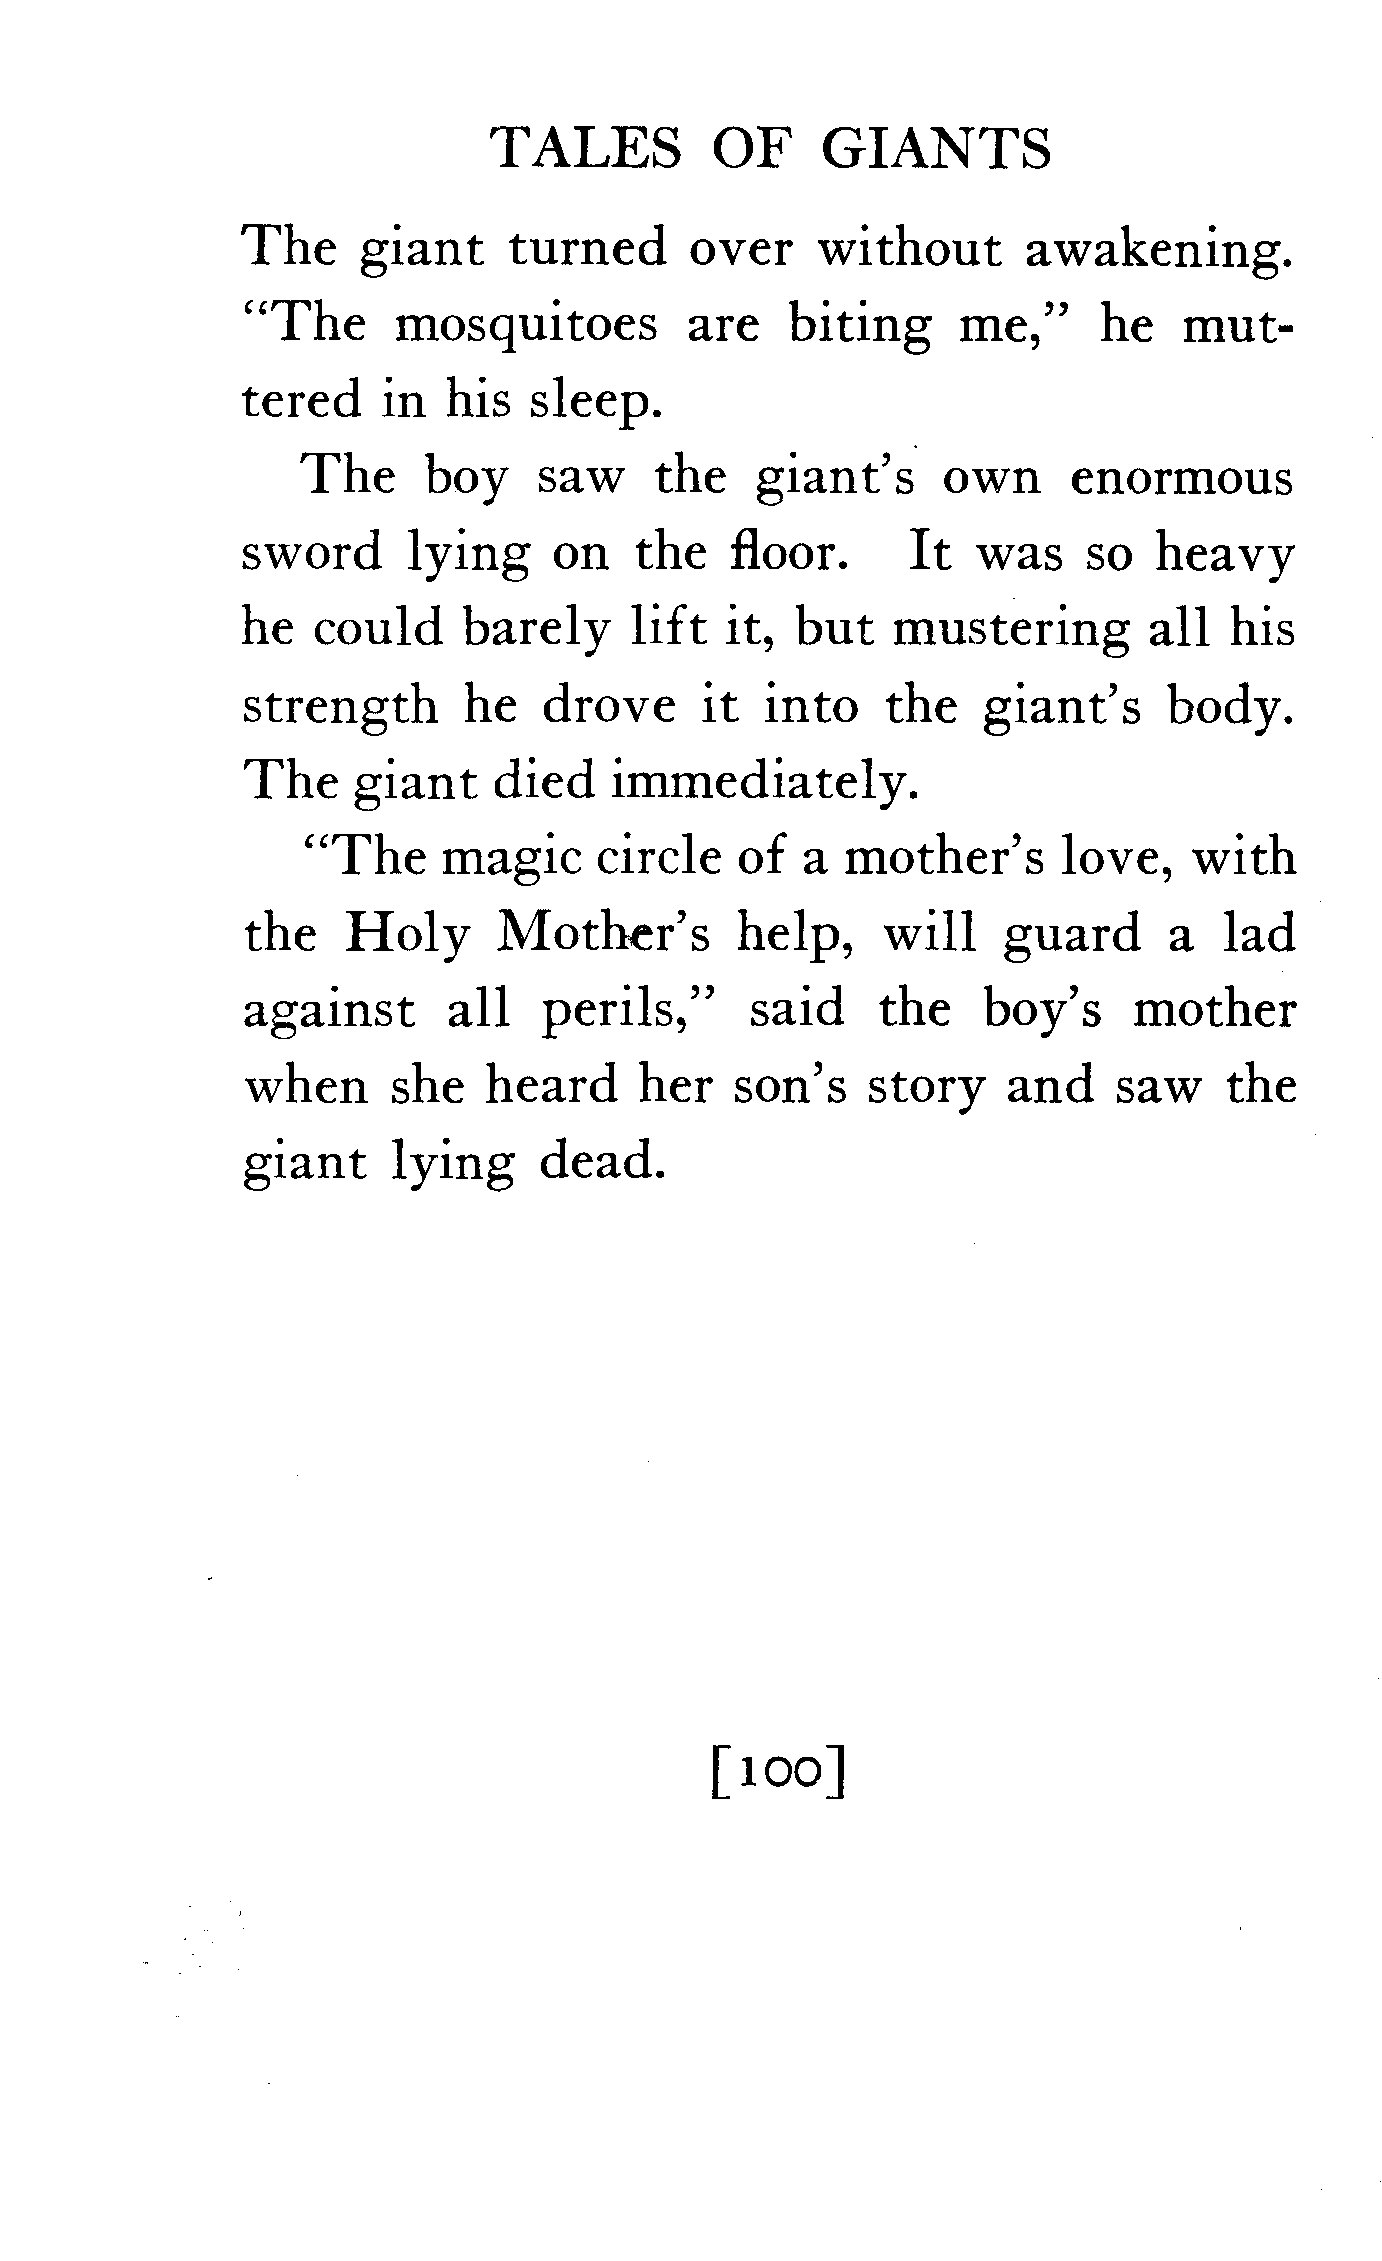 TALES OF GIANTS
The giant turned over without awakening.
“The mosquitoes are biting me,” he mut-
tered in his sleep.
The boy saw the giant’s own enormous
sword lying on the floor. It was so heavy
he could barely lift it, but mustering all his
strength he drove it into the giant’s body.
The giant died immediately.
“The magic circle of a mother’s love, with
the Holy Mother’s help, will guard a lad
against all perils,” said the boy’s mother
when she heard her son’s story and saw the
giant lying dead.
[100]